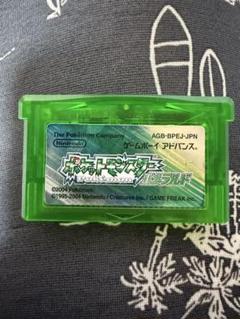 The Pokémon Company
AGB-BPEJ-JPN
Nintendo
ゲームボーイ アドバンス®
ポケットモンスター
エメラルド
©2004 Pokémon.
©1995-2004 Nintendo / Creatures inc. / GAME FREAK inc.